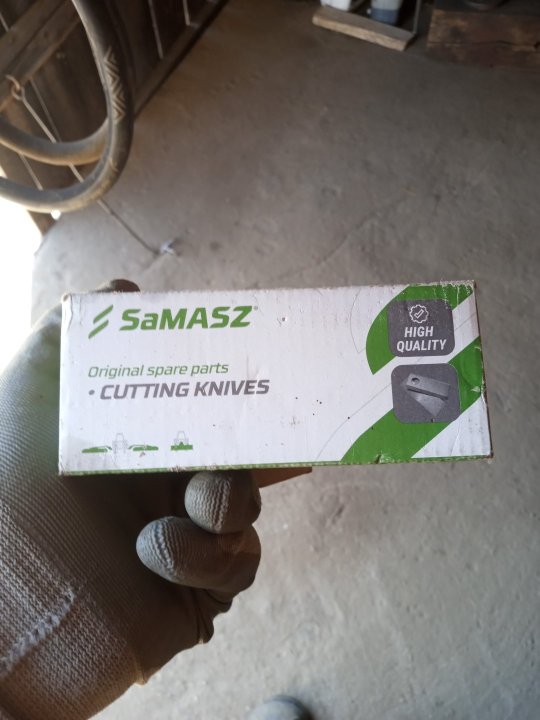 SaMASZ®
Original spare parts
• CUTTING KNIVES
HIGH
QUALITY